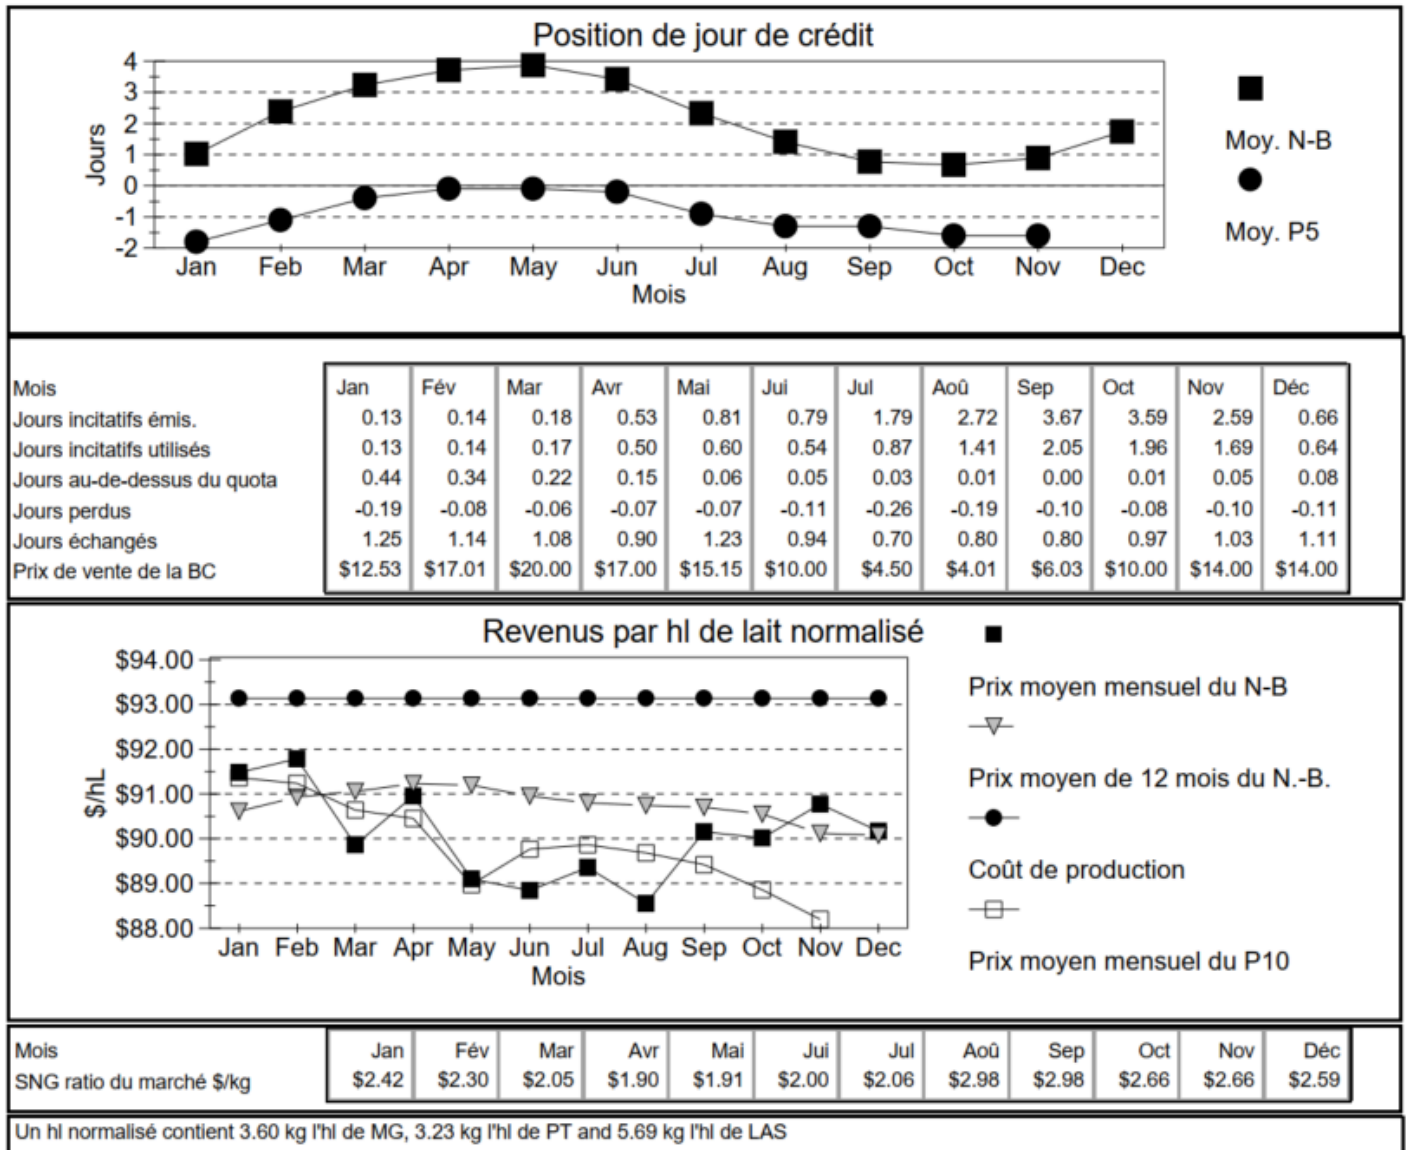 Position de jour de crédit
4
3
2
1
0
-1
-2
Jours
Jan Feb Mar Apr May Jun Jul Aug Sep Oct Nov Dec
Mois
Moy. N-B
Moy. P5
Mois Jan Fév Mar Avr Mai Jui Jul Aoû Sep Oct Nov Déc
Jours incitatifs émis. 0.13 0.14 0.18 0.53 0.81 0.79 1.79 2.72 3.67 3.59 2.59 0.66
Jours incitatifs utilisés 0.13 0.14 0.17 0.50 0.60 0.54 0.87 1.41 2.05 1.96 1.69 0.64
Jours au-de-dessus du quota 0.44 0.34 0.22 0.15 0.06 0.05 0.03 0.01 0.00 0.01 0.05 0.08
Jours perdus -0.19 -0.08 -0.06 -0.07 -0.07 -0.11 -0.26 -0.19 -0.10 -0.08 -0.10 -0.11
Jours échangés 1.25 1.14 1.08 0.90 1.23 0.94 0.70 0.80 0.80 0.97 1.03 1.11
Prix de vente de la BC $12.53 $17.01 $20.00 $17.00 $15.15 $10.00 $4.50 $4.01 $6.03 $10.00 $14.00 $14.00
Revenus par hl de lait normalisé
$94.00
$93.00
$92.00
$91.00
$90.00
$89.00
$88.00
$/hL
Jan Feb Mar Apr May Jun Jul Aug Sep Oct Nov Dec
Mois
Prix moyen mensuel du N-B
Prix moyen de 12 mois du N.-B.
Coût de production
Prix moyen mensuel du P10
Mois Jan Fév Mar Avr Mai Jui Jul Aoû Sep Oct Nov Déc
SNG ratio du marché $/kg $2.42 $2.30 $2.05 $1.90 $1.91 $2.00 $2.06 $2.98 $2.98 $2.66 $2.66 $2.59
Un hl normalisé contient 3.60 kg l'hl de MG, 3.23 kg l'hl de PT and 5.69 kg l'hl de LAS